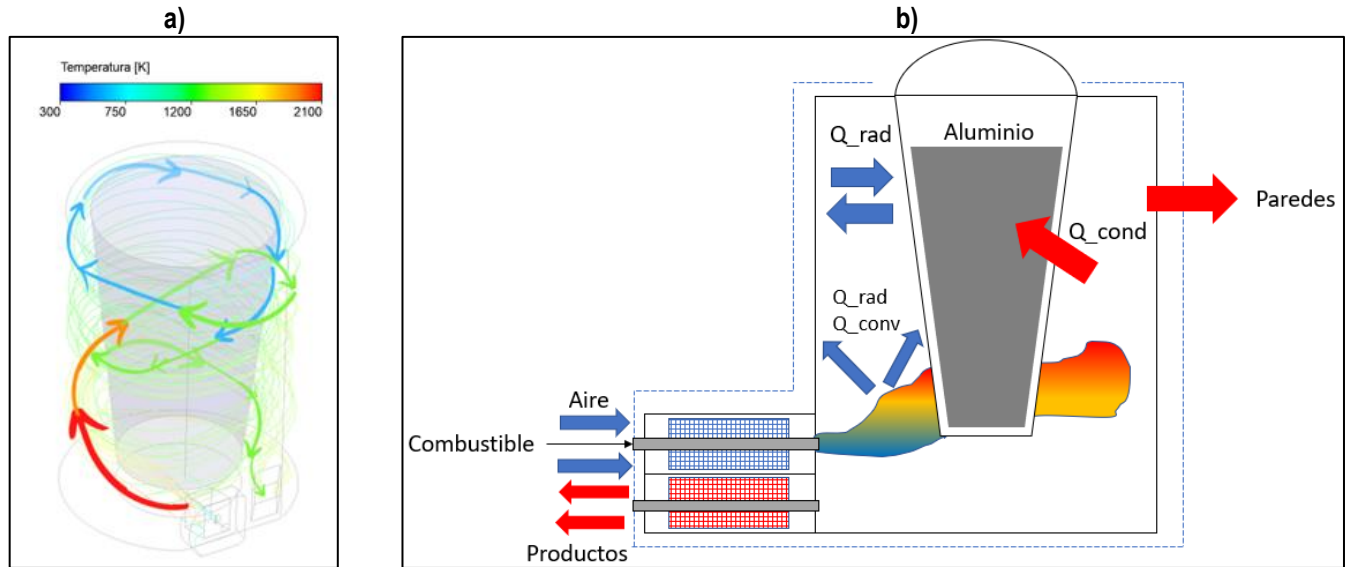 a)
Temperatura [K]
300 750 1200 1650 2100
b)
Q_rad
Aluminio
Paredes
Q_cond
Q_rad
Q_conv
Aire
Combustible
Productos